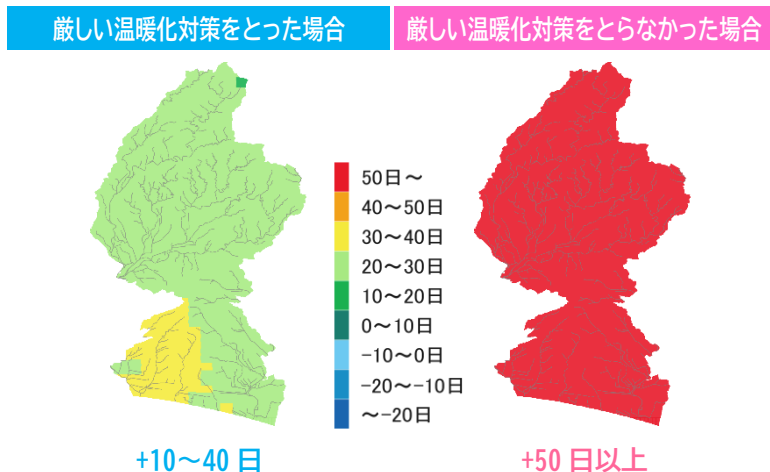 厳しい温暖化対策をとった場合
厳しい温暖化対策をとらなかった場合
50日～
40～50日
30～40日
20～30日
10～20日
0～10日
-10～0日
-20～-10日
～-20日
+10～40 日
+50 日以上